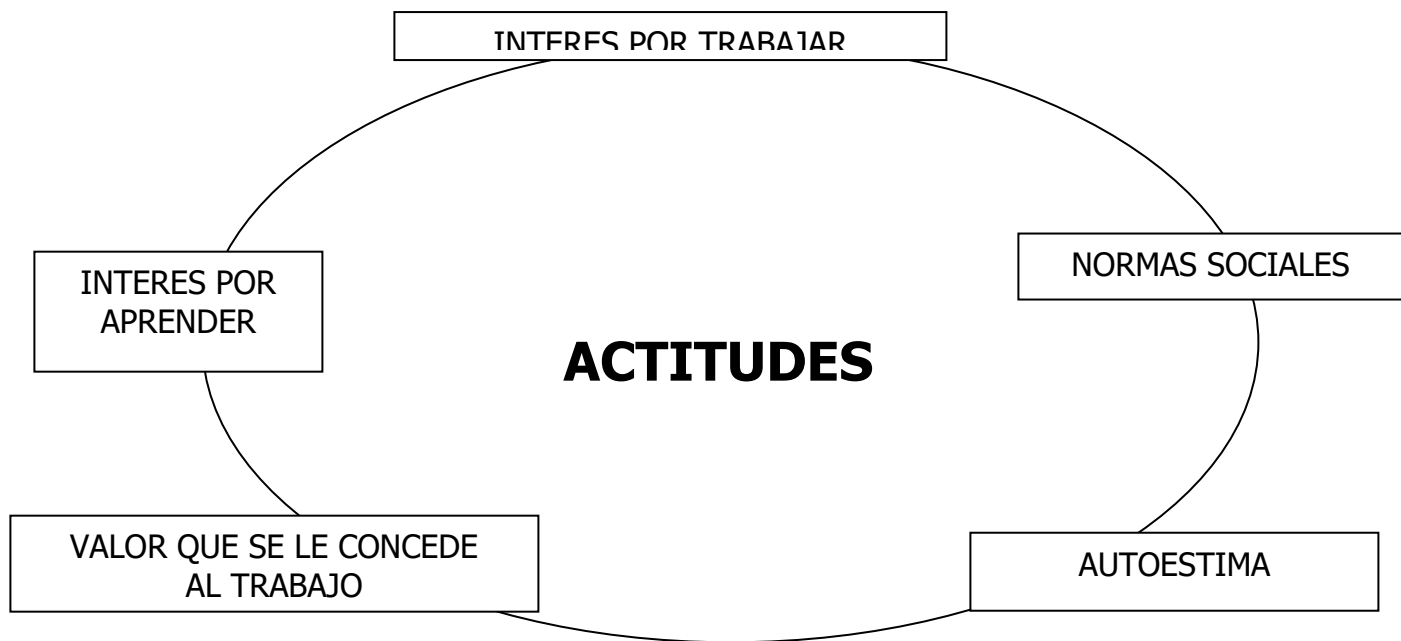 INTERES POR TRABAJAR
NORMAS SOCIALES
INTERES POR
APRENDER
ACTITUDES
VALOR QUE SE LE CONCEDE
AL TRABAJO
AUTOESTIMA